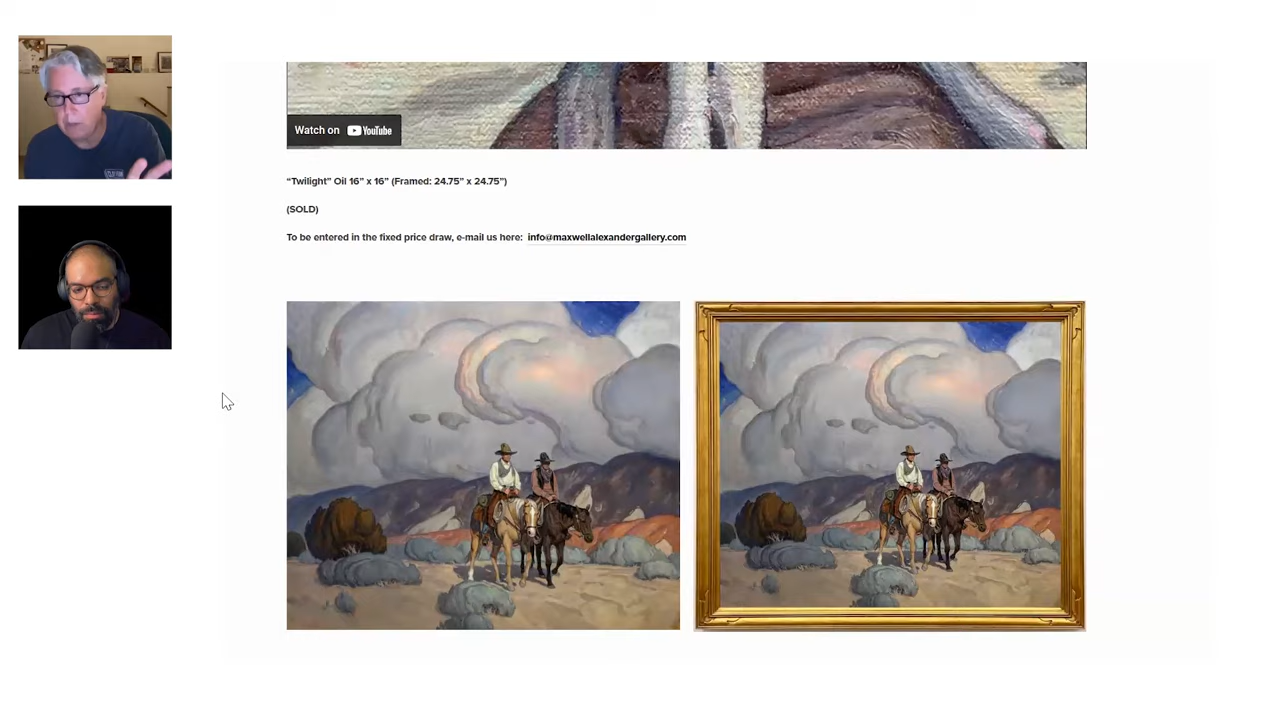 Watch on YouTube
“Twilight” Oil 16” x 16” (Framed: 24.75” x 24.75”)
(SOLD)
To be entered in the fixed price draw, e-mail us here: info@maxwellalexandergallery.com